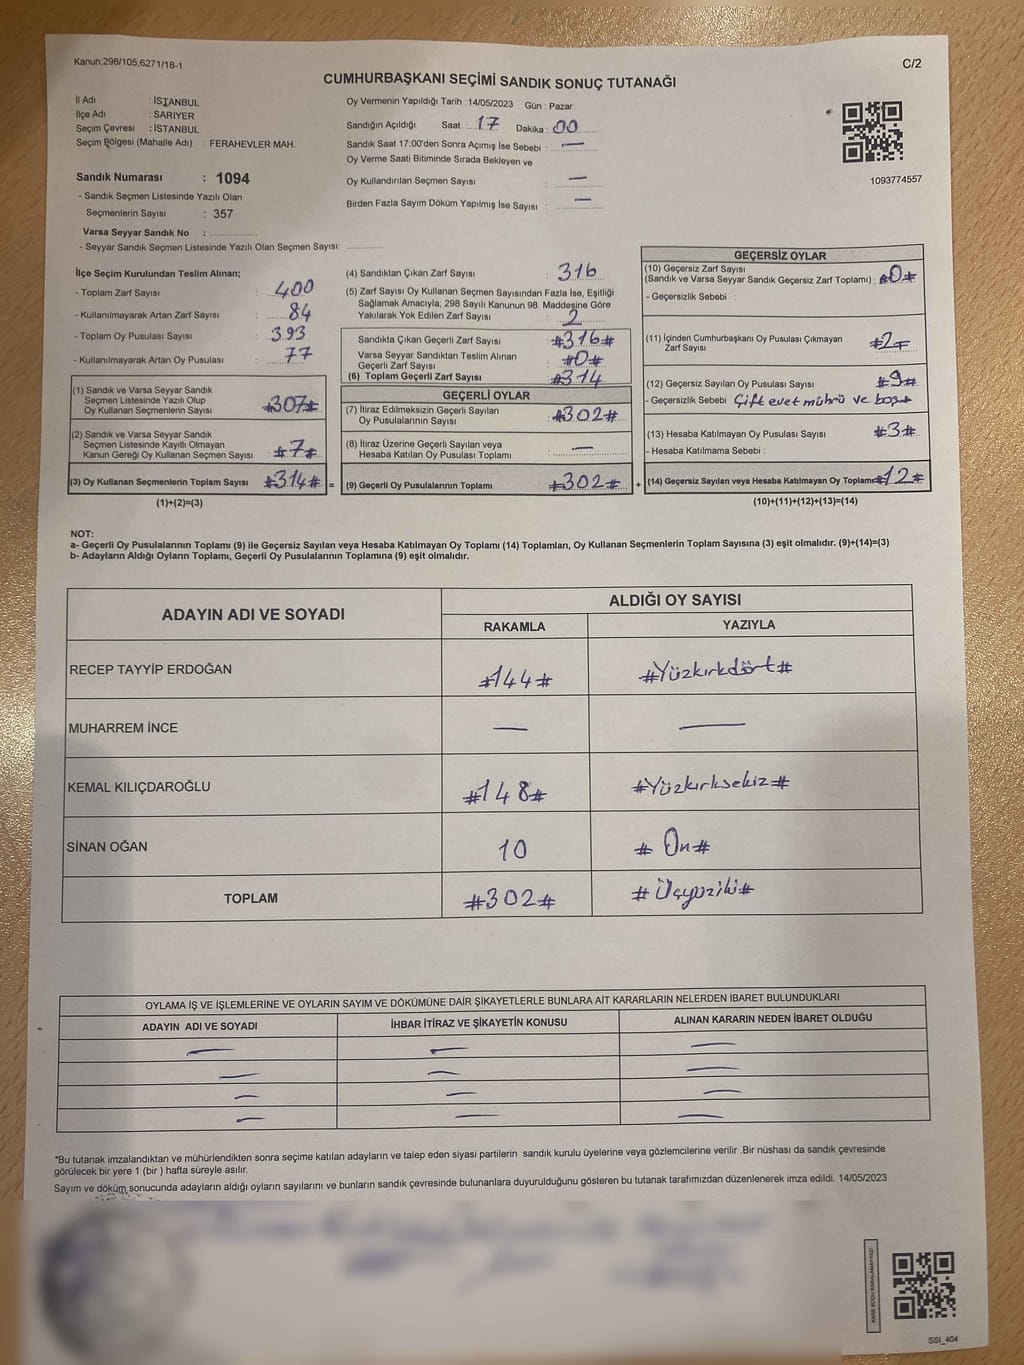 Kanun,298/105,6271/18-1
C/2
CUMHURBAŞKANI SEÇİMİ SANDIK SONUÇ TUTANAĞI
İl Adı : İSTANBUL
İlçe Adı : SARIYER
Seçim Çevresi : İSTANBUL
Seçim Bölgesi (Mahalle Adı) : FERAHEVLER MAH.
Sandık Numarası : 1094
- Sandık Seçmen Listesinde Yazılı Olan
Seçmenlerin Sayısı : 357
Varsa Seyyar Sandık No :
- Seyyar Sandık Seçmen Listesinde Yazılı Olan Seçmen Sayısı:
Oy Vermenin Yapıldığı Tarih : 14/05/2023 Gün : Pazar
Sandığın Açıldığı Saat : 17 Dakika : 00
Sandık Saat 17:00'den Sonra Açımış İse Sebebi : —
Oy Verme Saati Bitiminde Sırada Bekleyen ve
Oy Kullandırılan Seçmen Sayısı : —
Birden Fazla Sayım Döküm Yapılmış İse Sayısı : —
1093774557
İlçe Seçim Kurulundan Teslim Alınan;
- Toplam Zarf Sayısı : 400
- Kullanılmayarak Artan Zarf Sayısı : 84
- Toplam Oy Pusulası Sayısı : 393
- Kullanılmayarak Artan Oy Pusulası : 77
(1) Sandık ve Varsa Seyyar Sandık
Seçmen Listesinde Yazılı Olup
Oy Kullanan Seçmenlerin Sayısı : #307#
(2) Sandık ve Varsa Seyyar Sandık
Seçmen Listesinde Kayıtlı Olmayan
Kanun Gereği Oy Kullanan Seçmen Sayısı : #7#
(3) Oy Kullanan Seçmenlerin Toplam Sayısı #314# =
(1)+(2)=(3)
(4) Sandıktan Çıkan Zarf Sayısı : 316
(5) Zarf Sayısı Oy Kullanan Seçmen Sayısından Fazla İse, Eşitliği
Sağlamak Amacıyla, 298 Sayılı Kanunun 98. Maddesine Göre
Yakılarak Yok Edilen Zarf Sayısı : 2
Sandıkta Çıkan Geçerli Zarf Sayısı : #316#
Varsa Seyyar Sandıktan Teslim Alınan
Geçerli Zarf Sayısı : #0#
(6) Toplam Geçerli Zarf Sayısı #314
GEÇERLİ OYLAR
(7) İtiraz Edilmeksizin Geçerli Sayılan
Oy Pusulalarının Sayısı : #302#
(8) İtiraz Üzerine Geçerli Sayılan veya
Hesaba Katılan Oy Pusulası Toplamı : —
(9) Geçerli Oy Pusulalarının Toplamı #302# +
GEÇERSİZ OYLAR
(10) Geçersiz Zarf Sayısı
(Sandık ve Varsa Seyyar Sandık Geçersiz Zarf Toplamı) : #0#
- Geçersizlik Sebebi :
(11) İçinden Cumhurbaşkanı Oy Pusulası Çıkmayan
Zarf Sayısı : #2#
(12) Geçersiz Sayılan Oy Pusulası Sayısı : #9#
- Geçersizlik Sebebi Çift evet mührü ve boş#
(13) Hesaba Katılmayan Oy Pusulası Sayısı : #3#
- Hesaba Katılmama Sebebi :
(14) Geçersiz Sayılan veya Hesaba Katılmayan Oy Toplamı #12#
(10)+(11)+(12)+(13)=(14)
NOT:
a- Geçerli Oy Pusulalarının Toplamı (9) ile Geçersiz Sayılan veya Hesaba Katılmayan Oy Toplamı (14) Toplamları, Oy Kullanan Seçmenlerin Toplam Sayısına (3) eşit olmalıdır. (9)+(14)=(3)
b- Adayların Aldığı Oyların Toplamı, Geçerli Oy Pusulalarının Toplamına (9) eşit olmalıdır.
ADAYIN ADI VE SOYADI ALDIĞI OY SAYISI
RAKAMLA YAZIYLA
RECEP TAYYİP ERDOĞAN #144# #Yüzkırkdört#
MUHARREM İNCE — —
KEMAL KILIÇDAROĞLU #148# #Yüzkırksekiz#
SİNAN OĞAN 10 # On#
TOPLAM #302# # Üçyüziki#
OYLAMA İŞ VE İŞLEMLERİNE VE OYLARIN SAYIM VE DÖKÜMÜNE DAİR ŞİKAYETLERLE BUNLARA AİT KARARLARIN NELERDEN İBARET BULUNDUKLARI
ADAYIN ADI VE SOYADI İHBAR İTİRAZ VE ŞİKAYETİN KONUSU ALINAN KARARIN NEDEN İBARET OLDUĞU
— — —
— — —
— — —
— — —
*Bu tutanak imzalandıktan ve mühürlendikten sonra seçime katılan adayların ve talep eden siyasi partilerin sandık kurulu üyelerine veya gözlemcilerine verilir .Bir nüshası da sandık çevresinde
görülecek bir yere 1 (bir ) hafta süreyle asılır.
Sayım ve döküm sonucunda adayların aldığı oyların sayılarını ve bunların sandık çevresinde bulunanlara duyurulduğunu gösteren bu tutanak tarafımızdan düzenlenerek imza edildi. 14/05/2023
KARE KODU KARALAMAYINIZ!
SSI_404